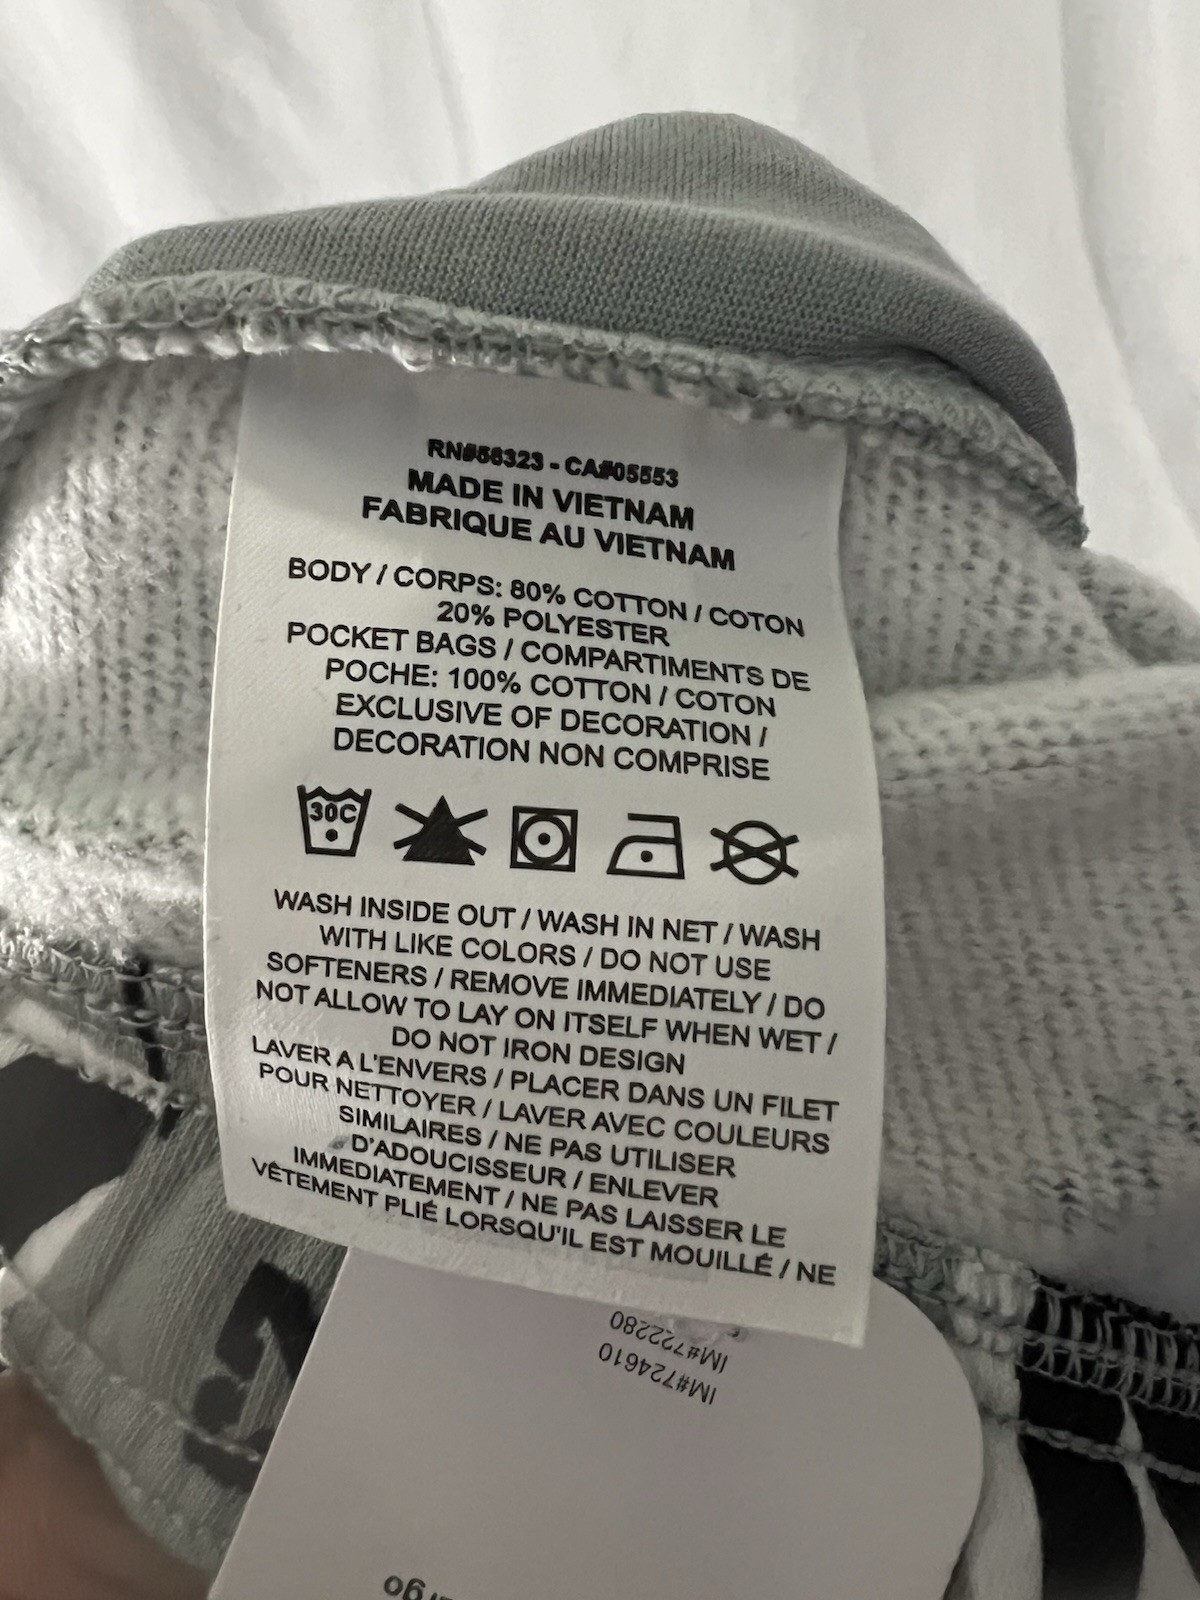 RN#56323 - CA#05553
MADE IN VIETNAM
FABRIQUE AU VIETNAM
BODY / CORPS: 80% COTTON / COTON
20% POLYESTER
POCKET BAGS / COMPARTIMENTS DE
POCHE: 100% COTTON / COTON
EXCLUSIVE OF DECORATION /
DECORATION NON COMPRISE
30C
WASH INSIDE OUT / WASH IN NET / WASH
WITH LIKE COLORS / DO NOT USE
SOFTENERS / REMOVE IMMEDIATELY / DO
NOT ALLOW TO LAY ON ITSELF WHEN WET /
DO NOT IRON DESIGN
LAVER A L'ENVERS / PLACER DANS UN FILET
POUR NETTOYER / LAVER AVEC COULEURS
SIMILAIRES / NE PAS UTILISER
D'ADOUCISSEUR / ENLEVER
IMMEDIATEMENT / NE PAS LAISSER LE
VÊTEMENT PLIÉ LORSQU'IL EST MOUILLÉ / NE
IM#724610
IM#722280